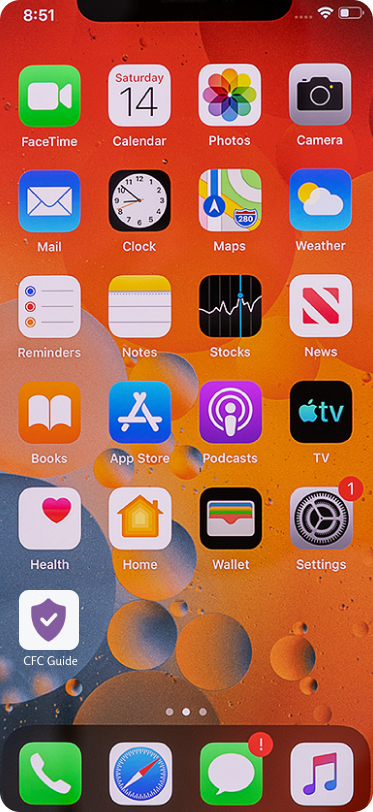 8:51
Saturday
14
FaceTime Calendar Photos Camera
280
Mail Clock Maps Weather
Reminders Notes Stocks News
tv
Books App Store Podcasts TV
1
Health Home Wallet Settings
CFC Guide
!